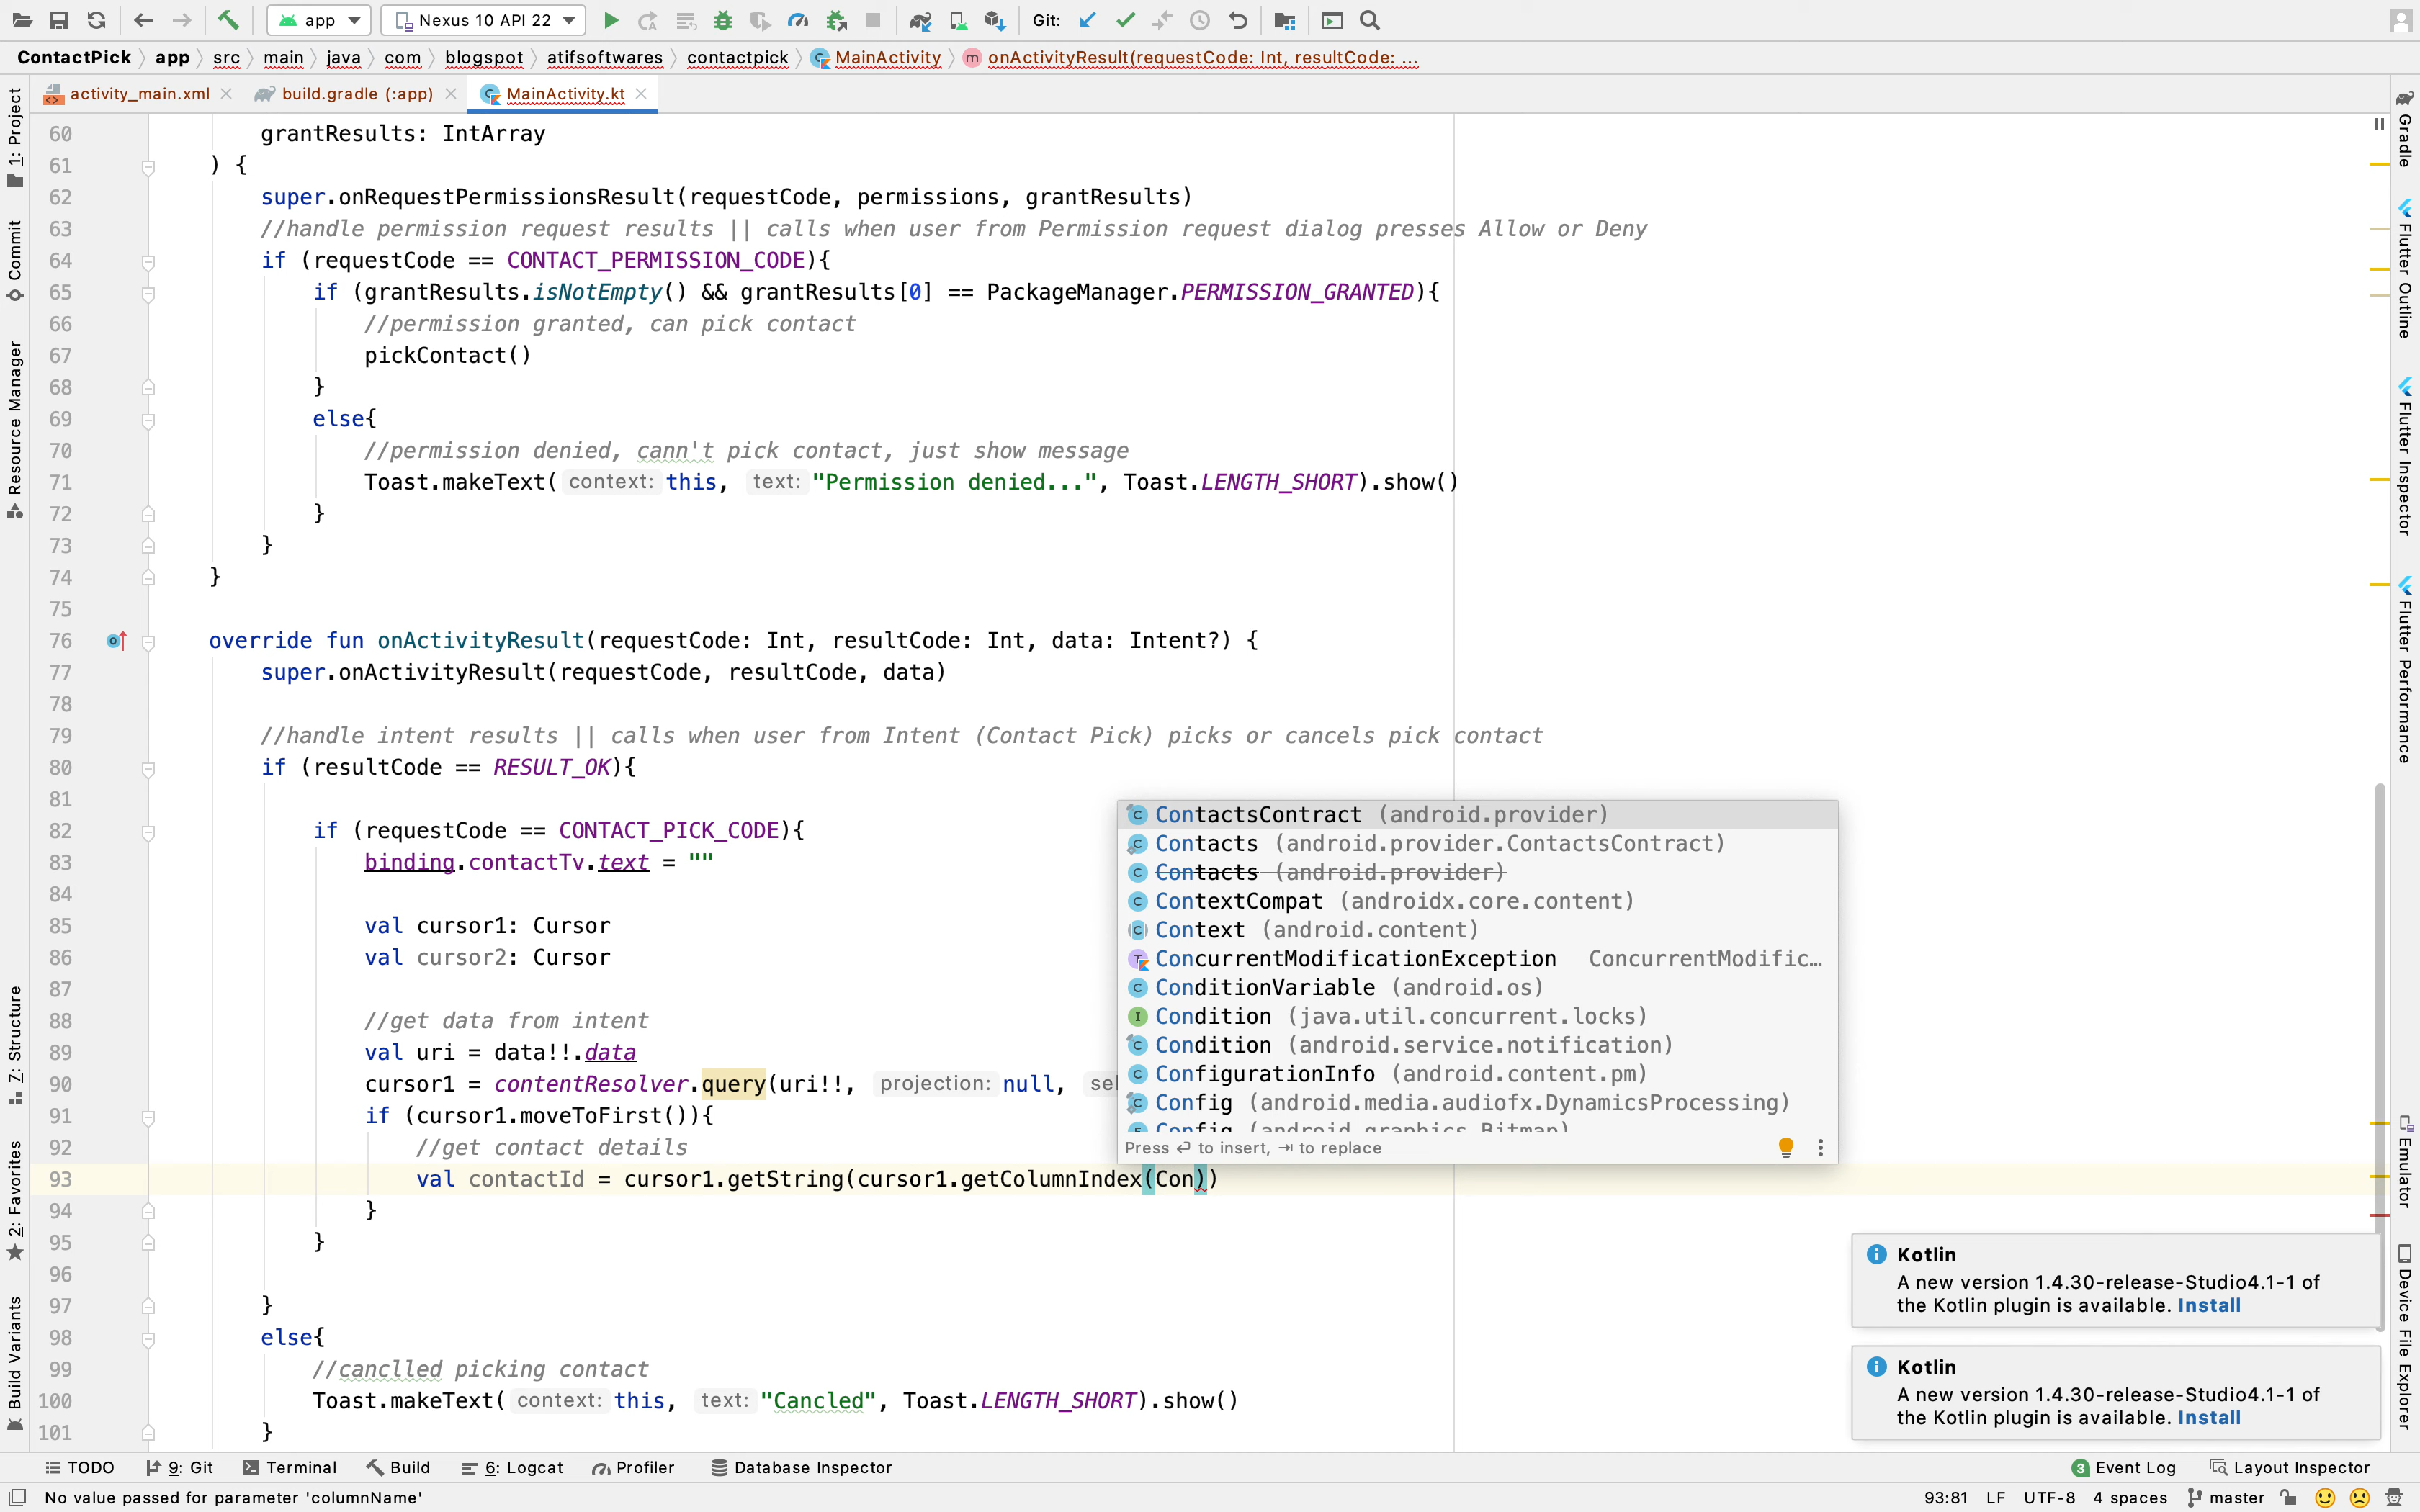 app
Nexus 10 API 22
Git:
ContactPick
app
src
main
java
com
blogspot
atifsoftwares
contactpick
MainActivity
onActivityResult(requestCode: Int, resultCode: ...
activity_main.xml
build.gradle (:app)
MainActivity.kt
1: Project
Commit
Resource Manager
7: Structure
2: Favorites
Build Variants
60 grantResults: IntArray
61 ) {
62 super.onRequestPermissionsResult(requestCode, permissions, grantResults)
63 //handle permission request results || calls when user from Permission request dialog presses Allow or Deny
64 if (requestCode == CONTACT_PERMISSION_CODE){
65 if (grantResults.isNotEmpty() && grantResults[0] == PackageManager.PERMISSION_GRANTED){
66 //permission granted, can pick contact
67 pickContact()
68 }
69 else{
70 //permission denied, cann't pick contact, just show message
71 Toast.makeText( context: this, text: "Permission denied...", Toast.LENGTH_SHORT).show()
72 }
73 }
74 }
75
76 override fun onActivityResult(requestCode: Int, resultCode: Int, data: Intent?) {
77 super.onActivityResult(requestCode, resultCode, data)
78
79 //handle intent results || calls when user from Intent (Contact Pick) picks or cancels pick contact
80 if (resultCode == RESULT_OK){
81
82 if (requestCode == CONTACT_PICK_CODE){
83 binding.contactTv.text = ""
84
85 val cursor1: Cursor
86 val cursor2: Cursor
87
88 //get data from intent
89 val uri = data!!.data
90 cursor1 = contentResolver.query(uri!!, projection: null, sel
91 if (cursor1.moveToFirst()){
92 //get contact details
93 val contactId = cursor1.getString(cursor1.getColumnIndex(Con))
94 }
95 }
96
97 }
98 else{
99 //canclled picking contact
100 Toast.makeText( context: this, text: "Cancled", Toast.LENGTH_SHORT).show()
101 }
ContactsContract (android.provider)
Contacts (android.provider.ContactsContract)
Contacts (android.provider)
ContextCompat (androidx.core.content)
Context (android.content)
ConcurrentModificationException ConcurrentModific...
ConditionVariable (android.os)
Condition (java.util.concurrent.locks)
Condition (android.service.notification)
ConfigurationInfo (android.content.pm)
Config (android.media.audiofx.DynamicsProcessing)
Config (android.graphics.Bitmap)
Press ↵ to insert, ⇥ to replace
Kotlin
A new version 1.4.30-release-Studio4.1-1 of
the Kotlin plugin is available. Install
Kotlin
A new version 1.4.30-release-Studio4.1-1 of
the Kotlin plugin is available. Install
Gradle
Flutter Outline
Flutter Inspector
Flutter Performance
Emulator
Device File Explorer
TODO
9: Git
Terminal
Build
6: Logcat
Profiler
Database Inspector
3 Event Log
Layout Inspector
No value passed for parameter 'columnName'
93:81
LF
UTF-8
4 spaces
master